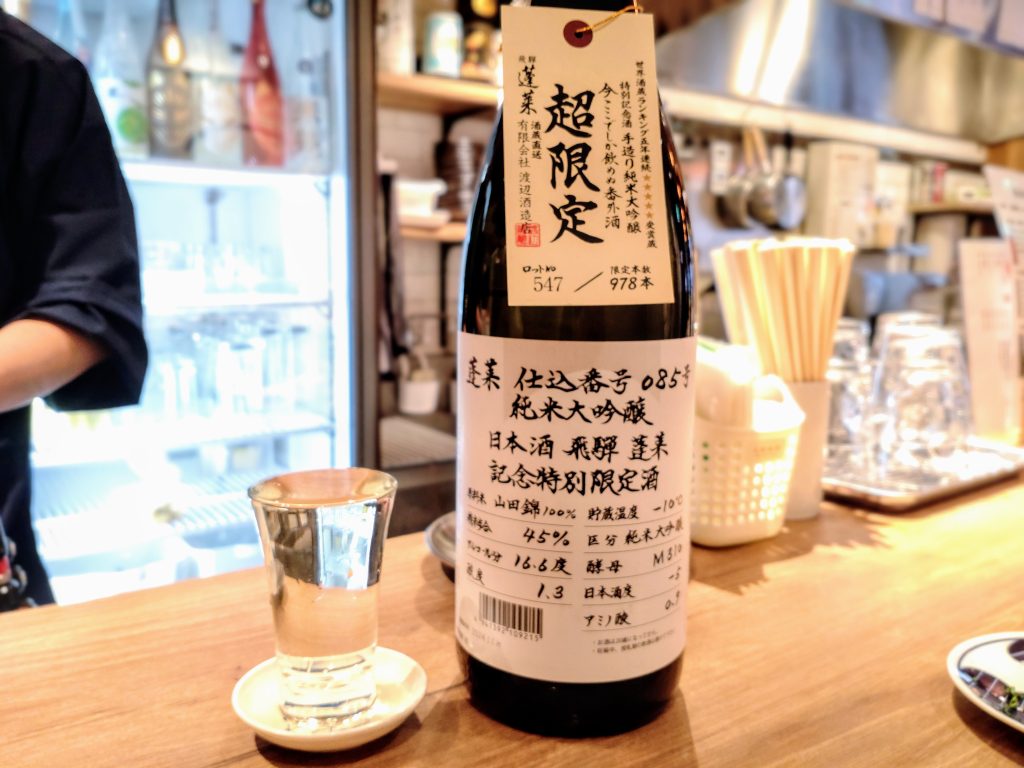 世界酒蔵ランキング五年連続★★★★★受賞蔵
特別記念酒 手造り純米大吟醸
今ここでしか飲めぬ番外酒
超限定
飛騨 蓬莱 酒蔵直送
有限会社 渡辺酒造店
ロットNo 547 / 限定本数 978本
蓬莱 仕込番号 085号
純米大吟醸
日本酒 飛騨 蓬莱
記念特別限定酒
原料米 山田錦100% 貯蔵温度 -10℃
精米歩合 45% 区分 純米大吟醸
アルコール分 16.6度 酵母 M310
酸度 1.3 日本酒度
アミノ酸 0.9